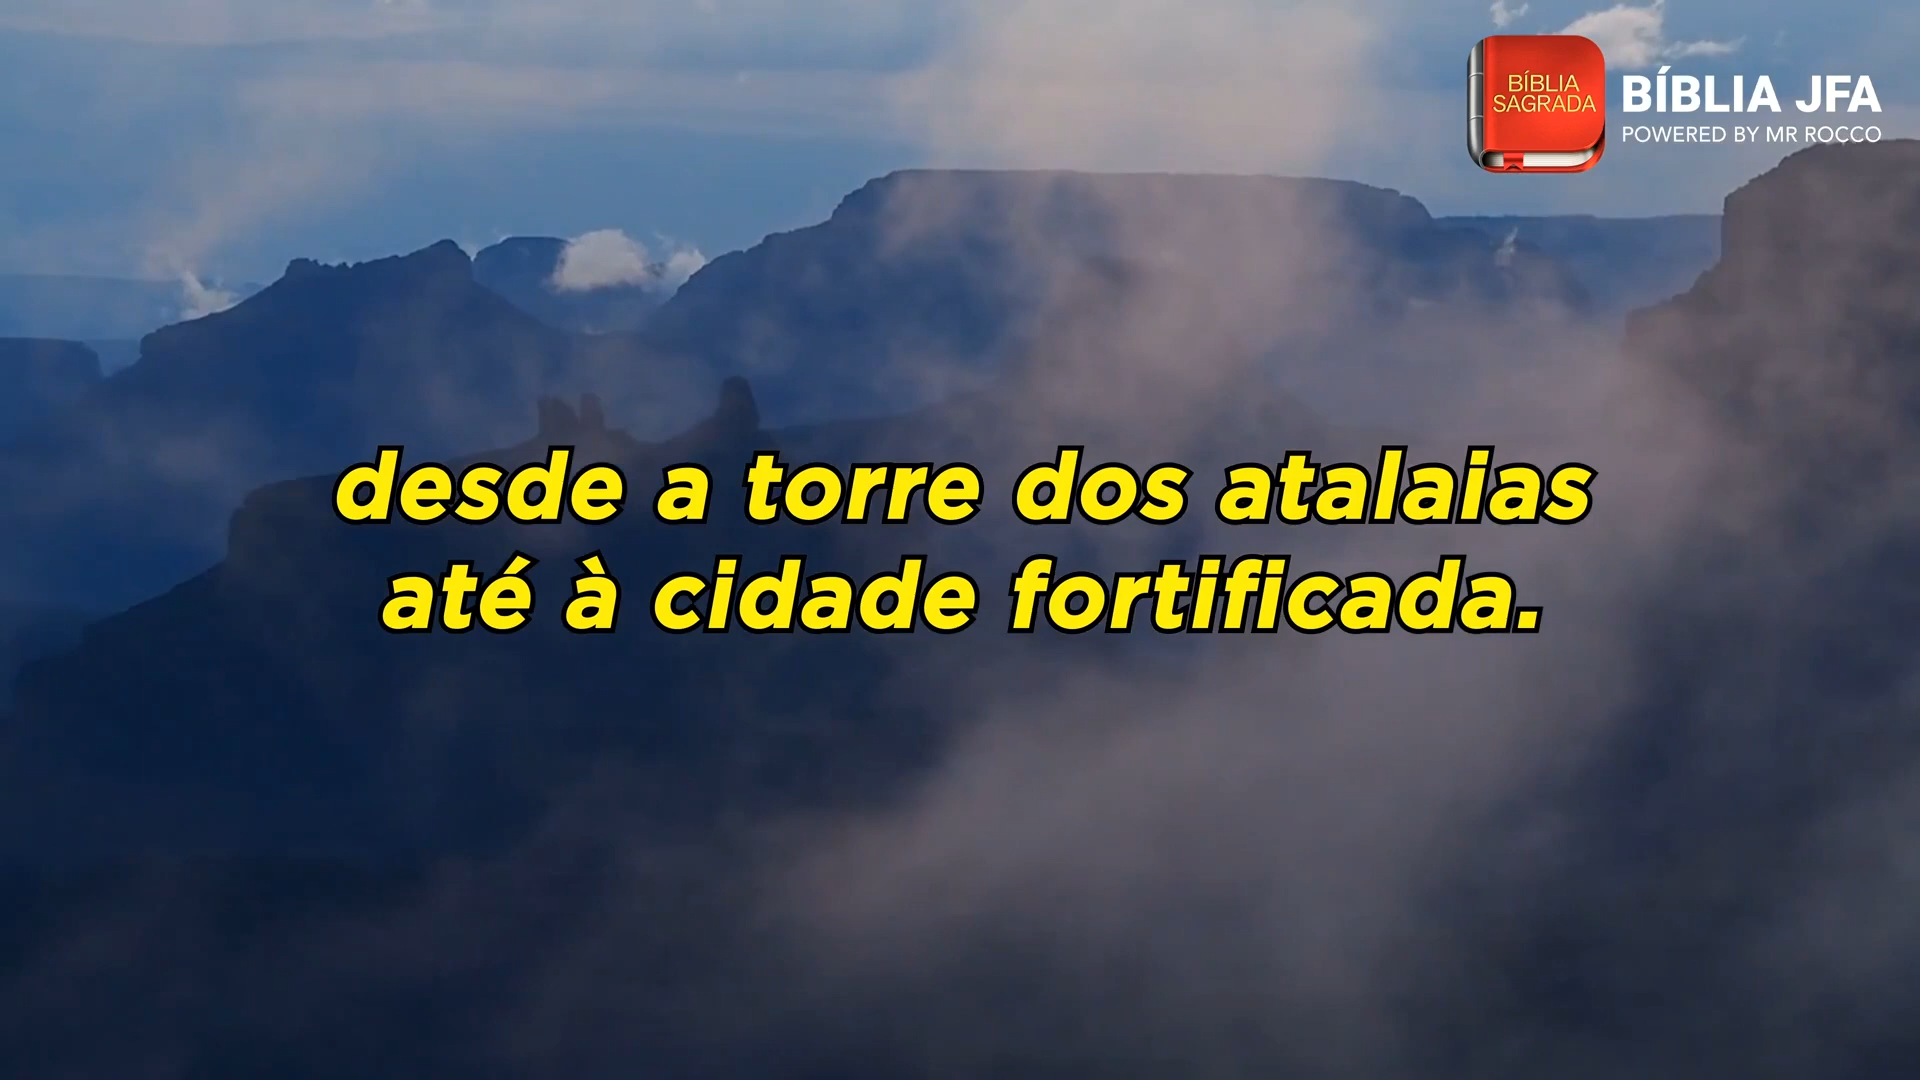 BÍBLIA
SAGRADA
BÍBLIA JFA
POWERED BY MR ROCCO
desde a torre dos atalaias
até à cidade fortificada.